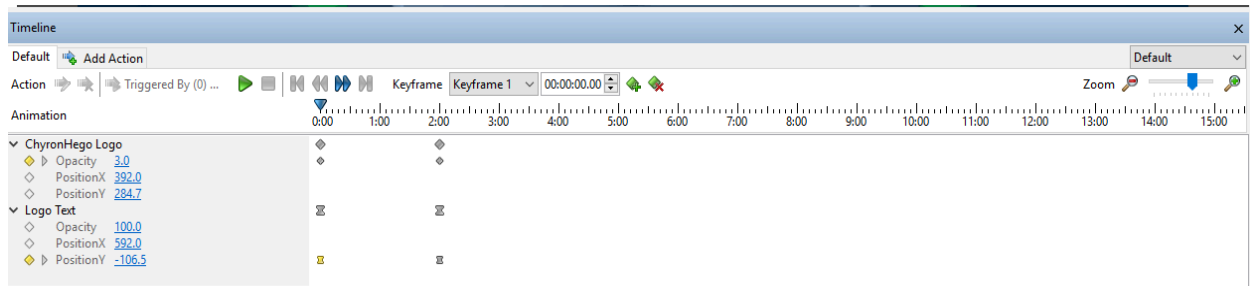 Timeline
Default Add Action Default
Action Triggered By (0) ... Keyframe Keyframe 1 00:00:00.00 Zoom
Animation 0:00 1:00 2:00 3:00 4:00 5:00 6:00 7:00 8:00 9:00 10:00 11:00 12:00 13:00 14:00 15:00
ChyronHego Logo
Opacity 3.0
PositionX 392.0
PositionY 284.7
Logo Text
Opacity 100.0
PositionX 592.0
PositionY -106.5